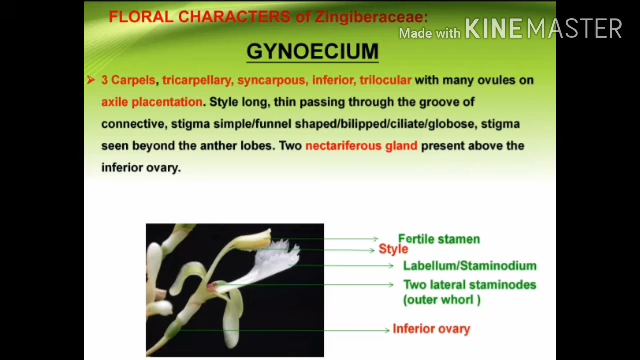 FLORAL CHARACTERS of Zingiberaceae:
Made with KINEMASTER
GYNOECIUM
➢ 3 Carpels, tricarpellary, syncarpous, inferior, trilocular with many ovules on
axile placentation. Style long, thin passing through the groove of
connective, stigma simple/funnel shaped/bilipped/ciliate/globose, stigma
seen beyond the anther lobes. Two nectariferous gland present above the
inferior ovary.
Fertile stamen
Style
Labellum/Staminodium
Two lateral staminodes
(outer whorl )
Inferior ovary